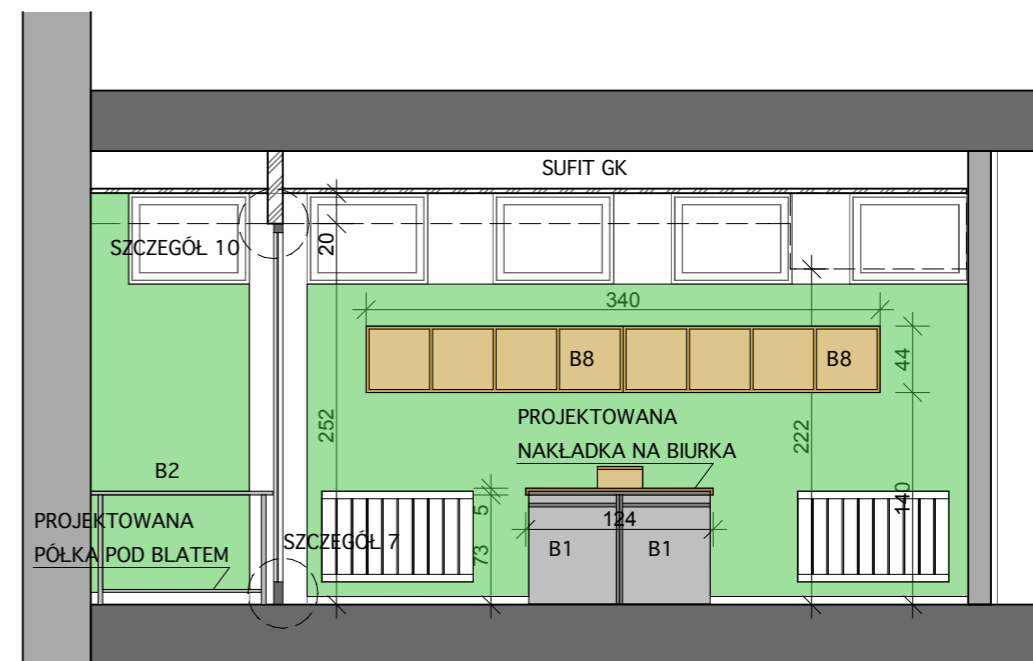 SUFIT GK
SZCZEGÓŁ 10
20
340
B8
B8
44
252
PROJEKTOWANA
NAKŁADKA NA BIURKA
222
B2
140
PROJEKTOWANA
PÓŁKA POD BLATEM
SZCZEGÓŁ 7
5
73
124
B1
B1